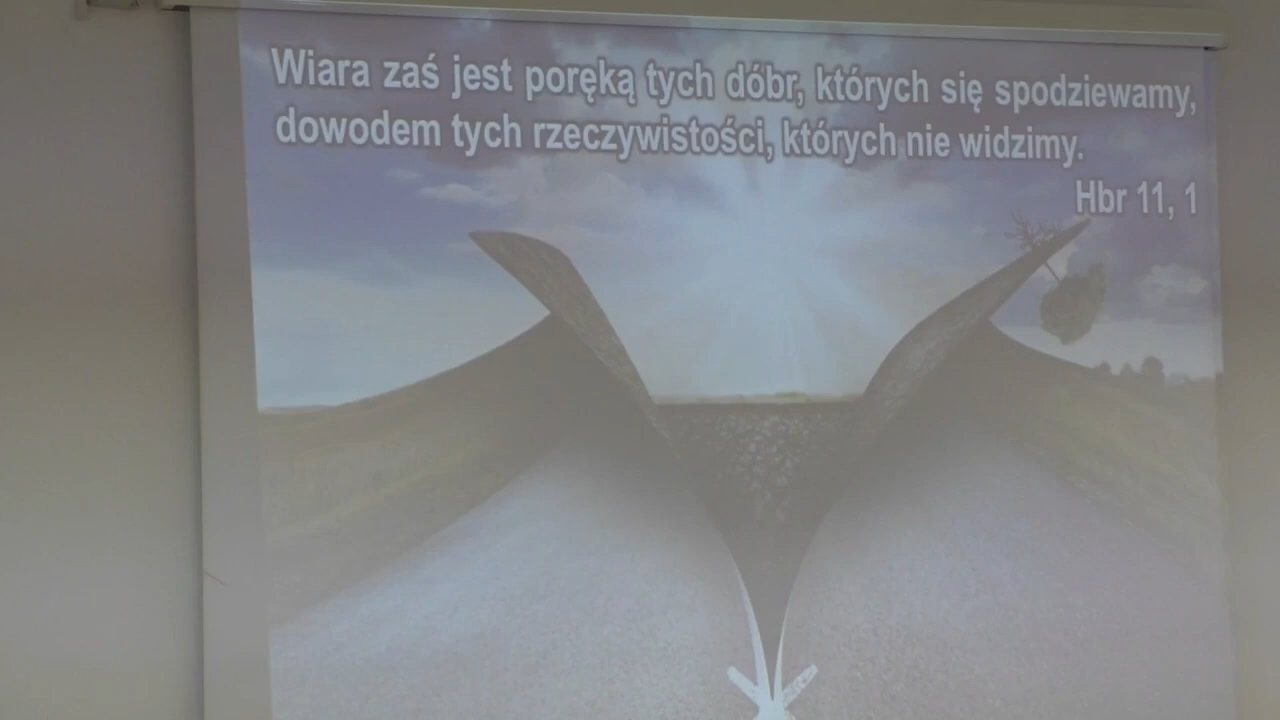 Wiara zaś jest poręką tych dóbr, których się spodziewamy,
dowodem tych rzeczywistości, których nie widzimy.
Hbr 11, 1